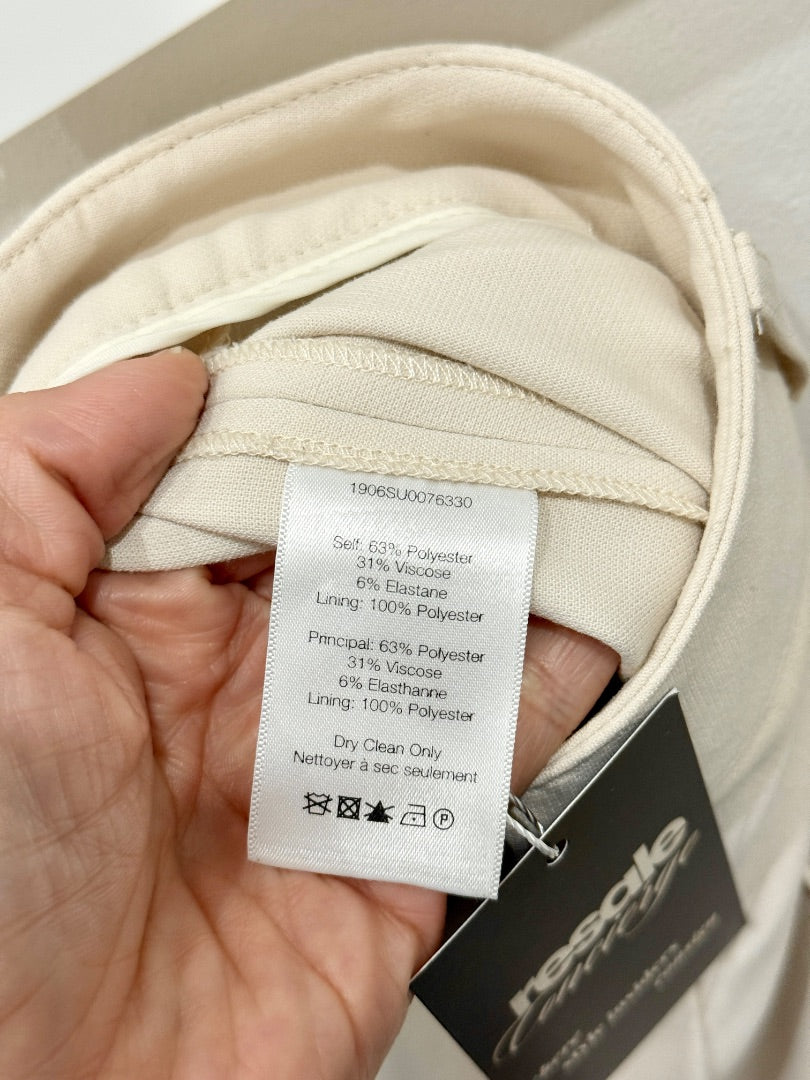 1906SU0076330
Self: 63% Polyester
31% Viscose
6% Elastane
Lining: 100% Polyester
Principal: 63% Polyester
31% Viscose
6% Elasthanne
Lining: 100% Polyester
Dry Clean Only
Nettoyer à sec seulement
P
resale